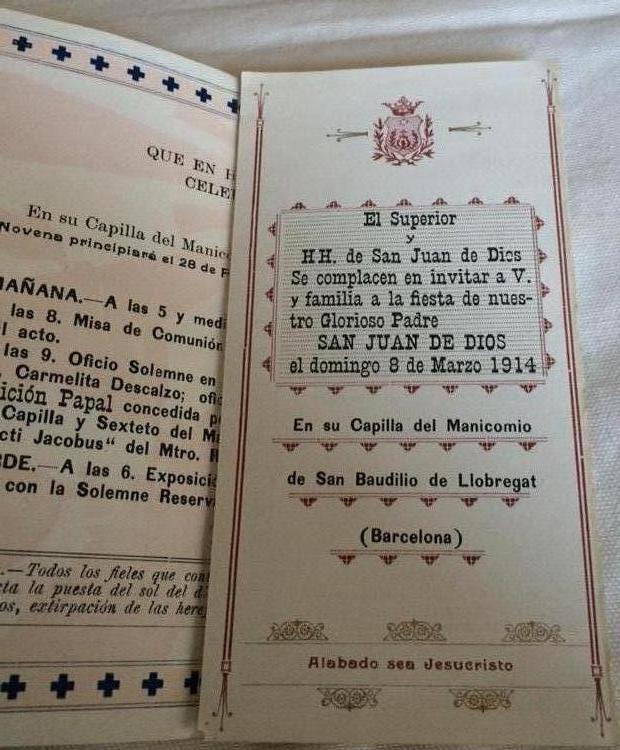 QUE EN
CELE
En su Capilla del Manic
Novena principiará el 28 de
MAÑANA.—A las 5 y medi
las 8. Misa de Comunión
l acto.
las 9. Oficio Solemne en
Carmelita Descalzo; ofi
ición Papal concedida
Capilla y Sexteto del M
cti Jacobus" del Mtro.
RDE.—A las 6. Exposici
con la Solemne Reserv
.—Todos los fieles que con
ta la puesta del sol del d
os, extirpación de las here
El Superior
y
HH. de San Juan de Dios
Se complacen en invitar a V.
y familia a la fiesta de nues-
tro Glorioso Padre
SAN JUAN DE DIOS
el domingo 8 de Marzo 1914
En su Capilla del Manicomio
de San Baudilio de Llobregat
(Barcelona)
Alabado sea Jesucristo